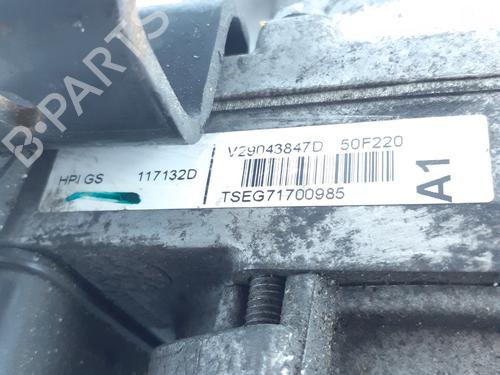 B-PARTS
V29043847D 50F220
HPI GS 117132D
TSEG71700985
A1